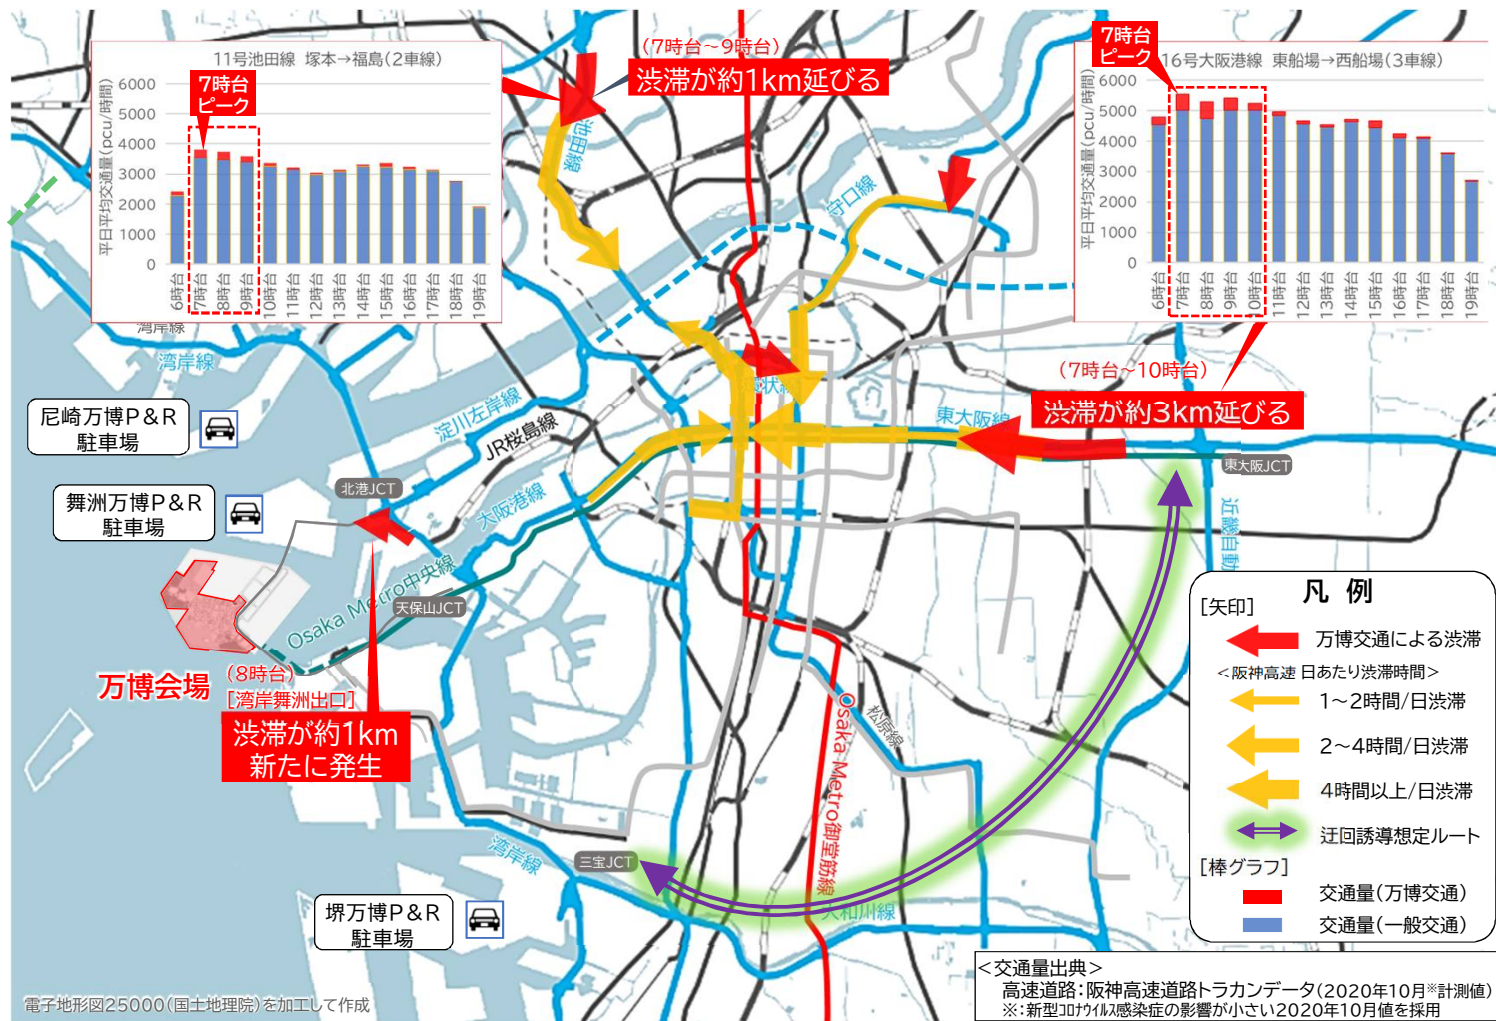 11号池田線 塚本→福島(2車線)
7時台
ピーク
平日平均交通量(pcu/時間)
6000
5000
4000
3000
2000
1000
0
6時台
7時台
8時台
9時台
10時台
11時台
12時台
13時台
14時台
15時台
16時台
17時台
18時台
19時台
(7時台~9時台)
渋滞が約1km延びる
7時台
ピーク
16号大阪港線 東船場→西船場(3車線)
平日平均交通量(pcu/時間)
6000
5000
4000
3000
2000
1000
0
6時台
7時台
8時台
9時台
10時台
11時台
12時台
13時台
14時台
15時台
16時台
17時台
18時台
19時台
(7時台~10時台)
渋滞が約3km延びる
池田線
守口線
湾岸線
湾岸線
淀川左岸線
JR桜島線
東大阪線
東大阪JCT
尼崎万博P&R
駐車場
舞洲万博P&R
駐車場
北港JCT
大阪港線
Osaka Metro中央線
天保山JCT
近畿自動
万博会場
(8時台)
[湾岸舞洲出口]
渋滞が約1km
新たに発生
Osaka Metro御堂筋線
松原線
湾岸線
三宝JCT
大和川線
堺万博P&R
駐車場
凡例
[矢印]
万博交通による渋滞
<阪神高速 日あたり渋滞時間>
1~2時間/日渋滞
2~4時間/日渋滞
4時間以上/日渋滞
迂回誘導想定ルート
[棒グラフ]
交通量(万博交通)
交通量(一般交通)
<交通量出典>
高速道路:阪神高速道路トラカンデータ(2020年10月※計測値)
※:新型コロナウイルス感染症の影響が小さい2020年10月値を採用
電子地形図25000(国土地理院)を加工して作成